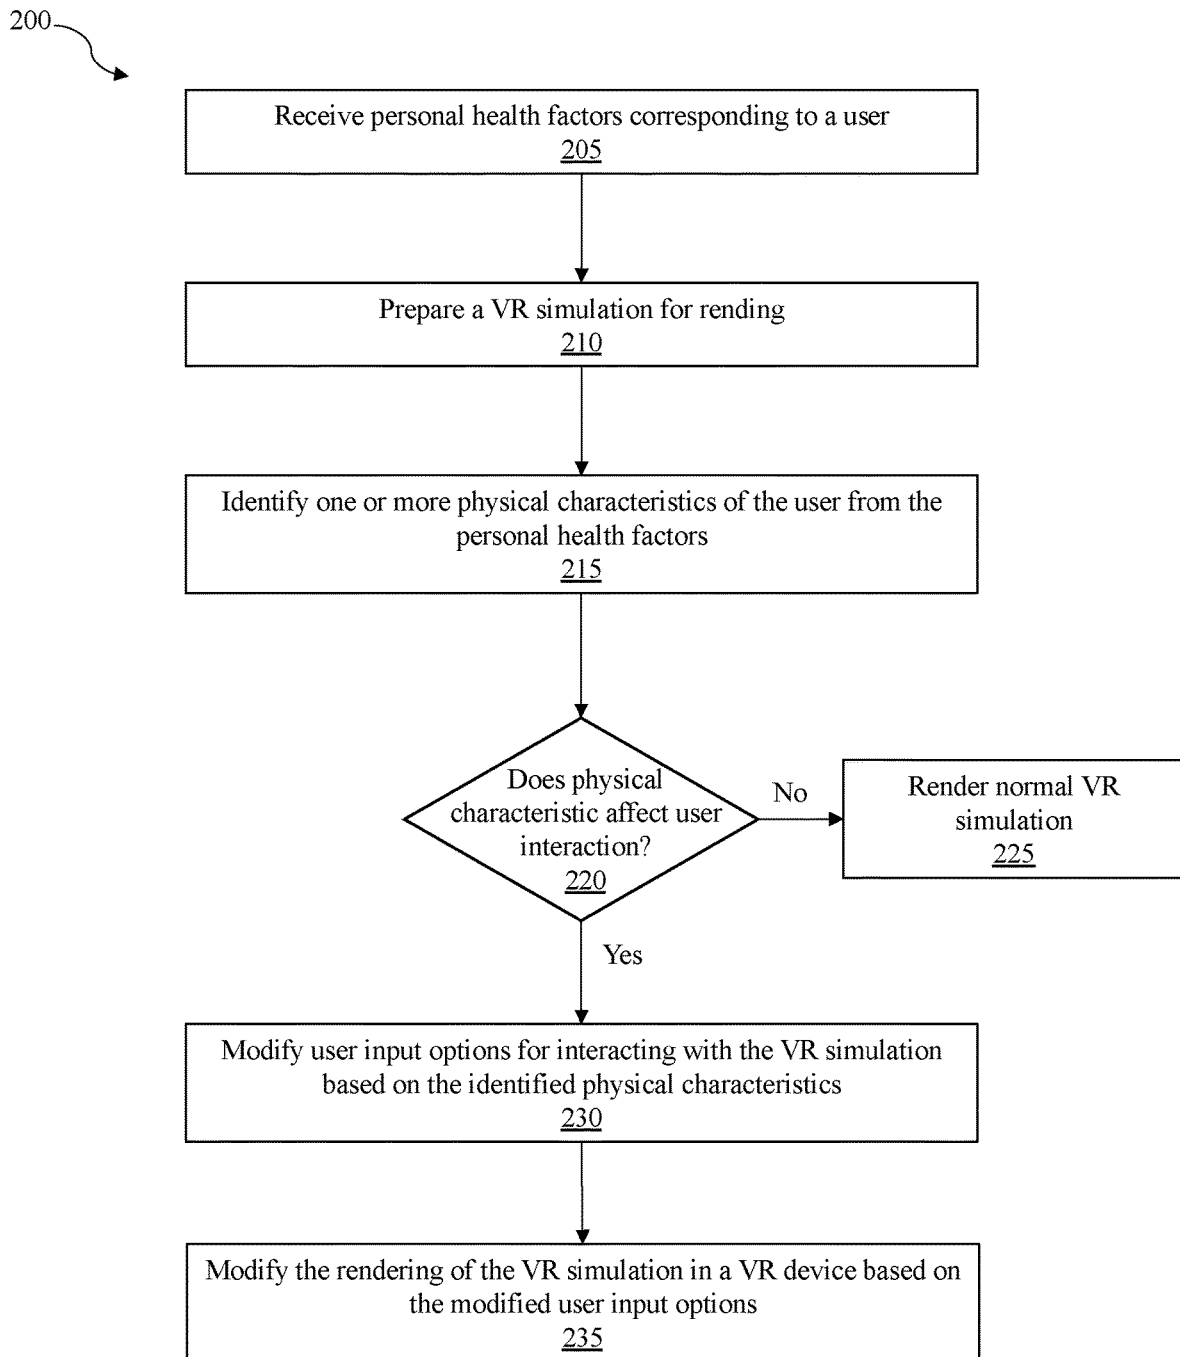 200
Receive personal health factors corresponding to a user
205
Prepare a VR simulation for rending
210
Identify one or more physical characteristics of the user from the
personal health factors
215
Does physical
characteristic affect user
interaction?
220
No
Render normal VR
simulation
225
Yes
Modify user input options for interacting with the VR simulation
based on the identified physical characteristics
230
Modify the rendering of the VR simulation in a VR device based on
the modified user input options
235